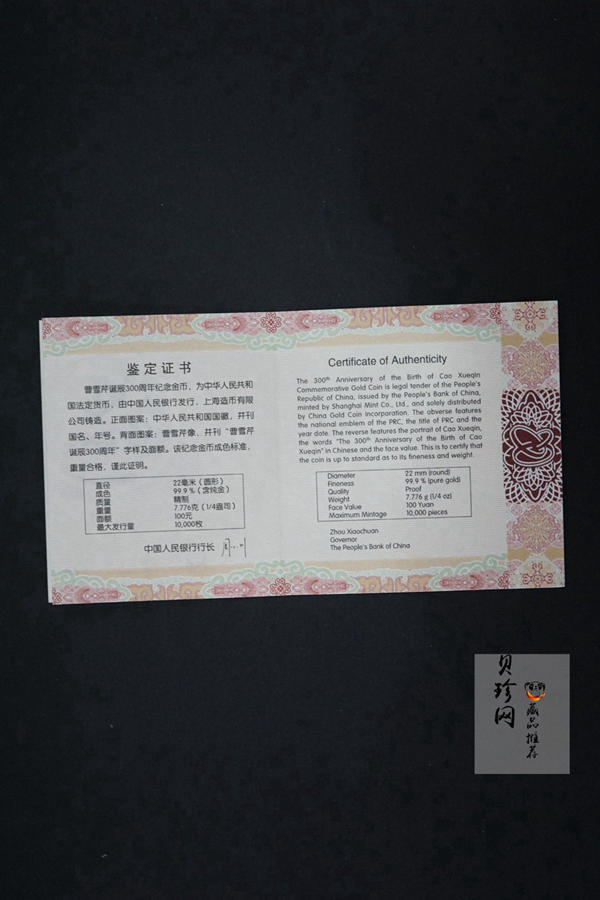 鉴定证书
曹雪芹诞辰300周年纪念金币，为中华人民共和
国法定货币，由中国人民银行发行，上海造币有限
公司铸造。正面图案：中华人民共和国国徽，并刊
国名、年号。背面图案：曹雪芹像，并刊“曹雪芹
诞辰300周年”字样及面额。该纪念金币成色标准，
重量合格，谨此证明。
直径 22毫米（圆形）
成色 99.9％（含纯金）
质量 精制
重量 7.776克（1/4盎司）
面额 100元
最大发行量 10,000枚
中国人民银行行长
Certificate of Authenticity
The 300th Anniversary of the Birth of Cao Xueqin
Commemorative Gold Coin is legal tender of the People's
Republic of China, issued by the People's Bank of China,
minted by Shanghai Mint Co., Ltd., and solely distributed
by China Gold Coin Incorporation. The obverse features
the national emblem of the PRC, the title of PRC and the
year date. The reverse features the portrait of Cao Xueqin,
the words "The 300th Anniversary of the Birth of Cao
Xueqin" in Chinese and the face value. This is to certify that
the coin is up to standard as to its fineness and weight.
Diameter 22 mm (round)
Fineness 99.9 % (pure gold)
Quality Proof
Weight 7.776 g (1/4 oz)
Face Value 100 Yuan
Maximum Mintage 10,000 pieces
Zhou Xiaochuan
Governor
The People's Bank of China
贝珍网
藏品推荐